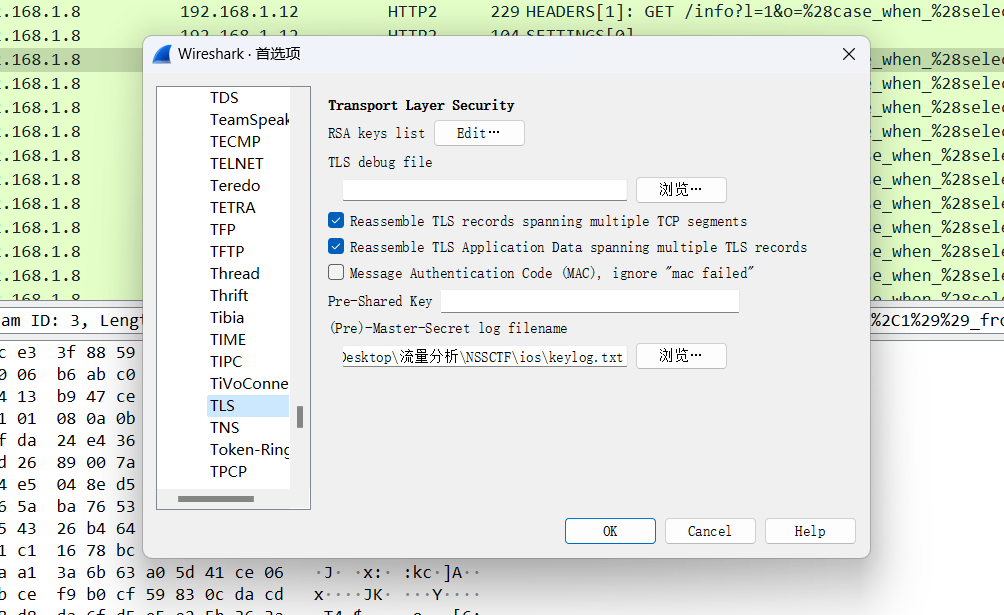 .168.1.8 192.168.1.12 HTTP2 229 HEADERS[1]: GET /info?l=1&o=%28case_when_%28selec
.168.1.8 192.168.1.12 HTTP2 104 SETTINGS[0]
Wireshark · 首选项
.168.1.8 _when_%28selec
.168.1.8 _when_%28selec
.168.1.8 _when_%28selec
.168.1.8 _when_%28selec
.168.1.8 se_when_%28sele
.168.1.8 se_when_%28sele
.168.1.8 e_when_%28selec
.168.1.8 e_when_%28selec
.168.1.8 e_when_%28selec
.168.1.8 e_when_%28selec
.168.1.8 e_when_%28selec
TDS
TeamSpeak
TECMP
TELNET
Teredo
TETRA
TFP
TFTP
Thread
Thrift
Tibia
TIME
TIPC
TiVoConne
TLS
TNS
Token-Ring
TPCP
Transport Layer Security
RSA keys list Edit…
TLS debug file
浏览…
Reassemble TLS records spanning multiple TCP segments
Reassemble TLS Application Data spanning multiple TLS records
Message Authentication Code (MAC), ignore "mac failed"
Pre-Shared Key
(Pre)-Master-Secret log filename
Desktop\流量分析\NSSCTF\ios\keylog.txt 浏览…
OK Cancel Help
am ID: 3, Lengt %2C1%29%29_fro
c e3 3f 88 59
0 06 b6 ab c0
4 13 b9 47 ce
1 01 08 0a 0b
f da 24 e4 36
d 26 89 00 7a
4 e5 04 8e d5
6 5a ba 76 53
5 43 26 b4 64
1 c1 16 78 bc
a a1 3a 6b 63 a0 5d 41 ce 06 ·J· ·x:· ·:kc·]A··
b ce f9 b0 cf 59 83 0c da cd x····JK· ···Y····